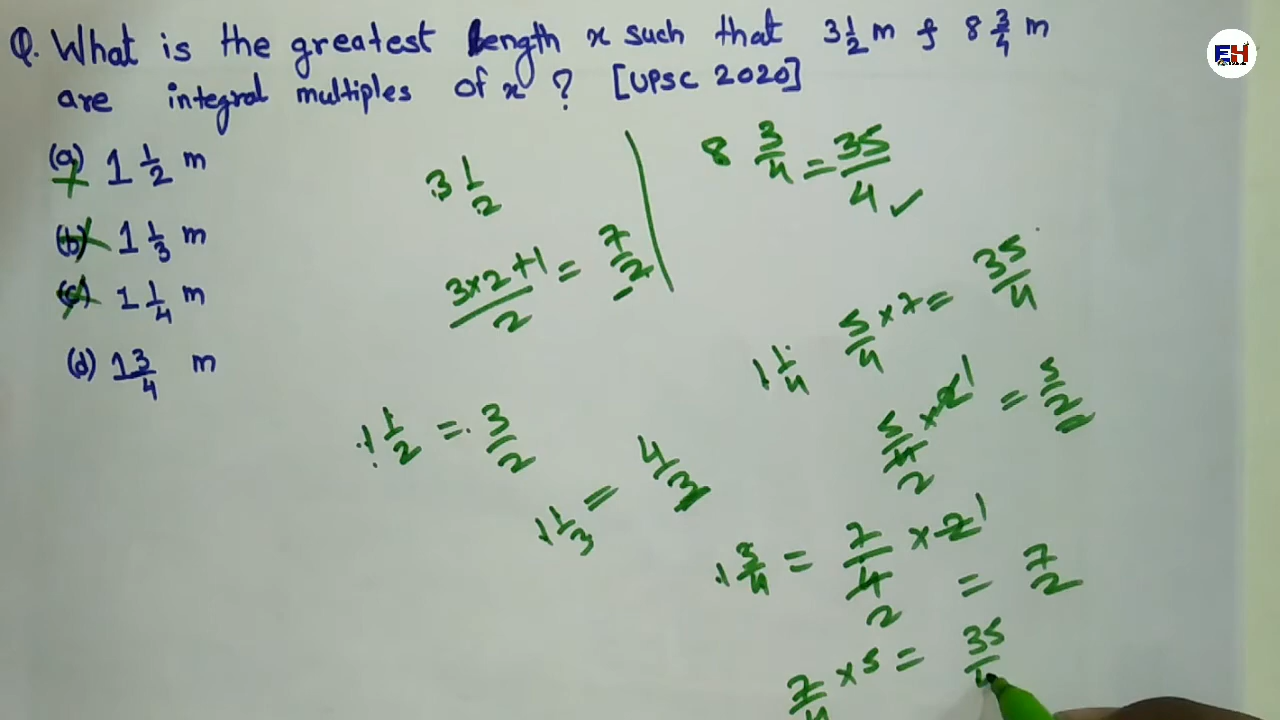 Q. What is the greatest length x such that 3 1/2 m & 8 3/4 m
are integral multiples of x ? [UPSC 2020]
(a) 1 1/2 m
(b) 1 1/3 m
(c) 1 1/4 m
(d) 1 3/4 m
3 1/2
3×2+1/2 = 7/2
8 3/4 = 35/4 ✓
1 1/4 5/4 × 7 = 35/4
5/4 2 × 2 1 = 5/2
1 1/2 = 3/2
1 1/3 = 4/3
1 3/4 = 7/4 2 × 2 1 = 7/2
7/4 × 5 = 35/4
EH